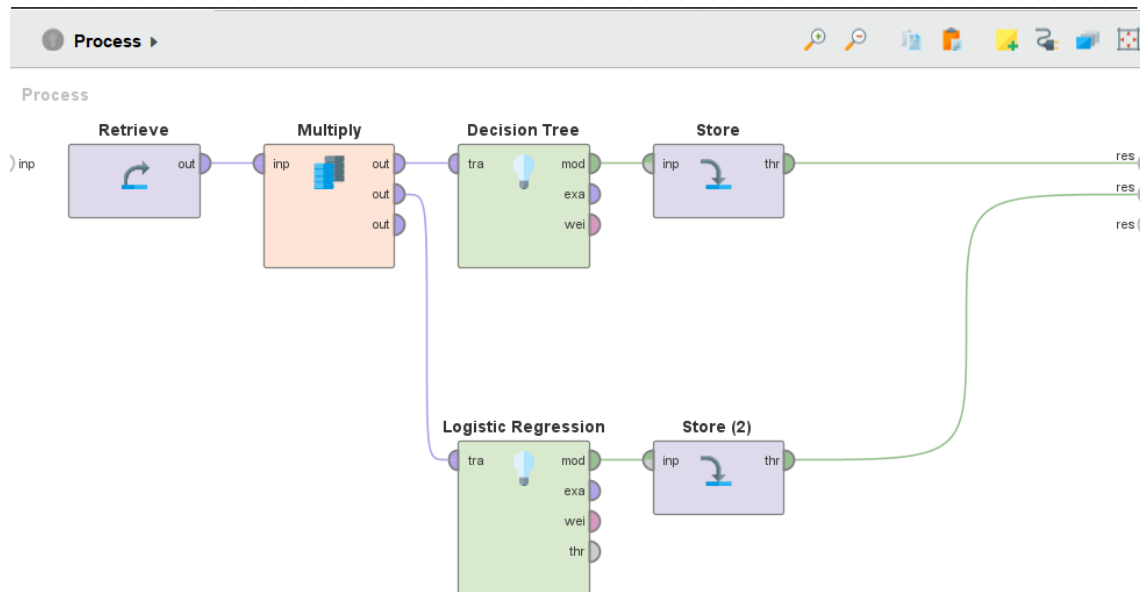 Process
Process
Retrieve Multiply Decision Tree Store
inp out inp out tra mod inp thr res
out exa res
out wei res
Logistic Regression Store (2)
tra mod inp thr
exa
wei
thr